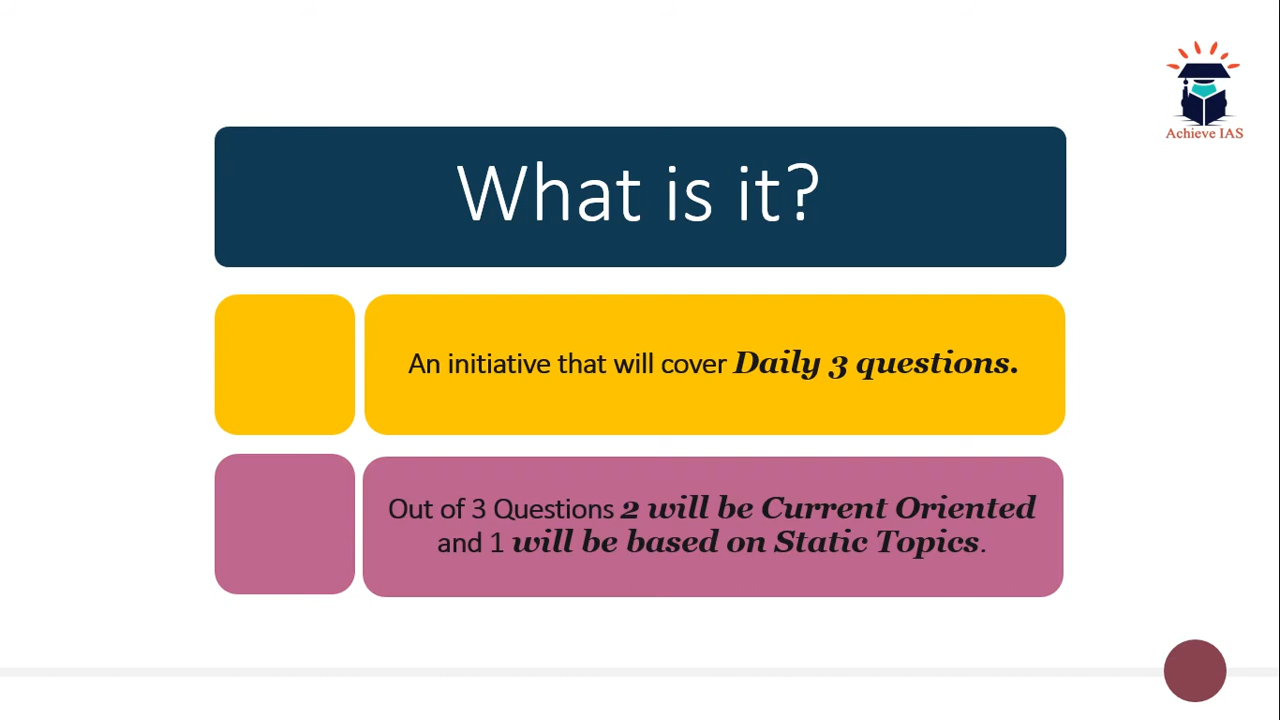 Achieve IAS
What is it?
An initiative that will cover Daily 3 questions.
Out of 3 Questions 2 will be Current Oriented
and 1 will be based on Static Topics.